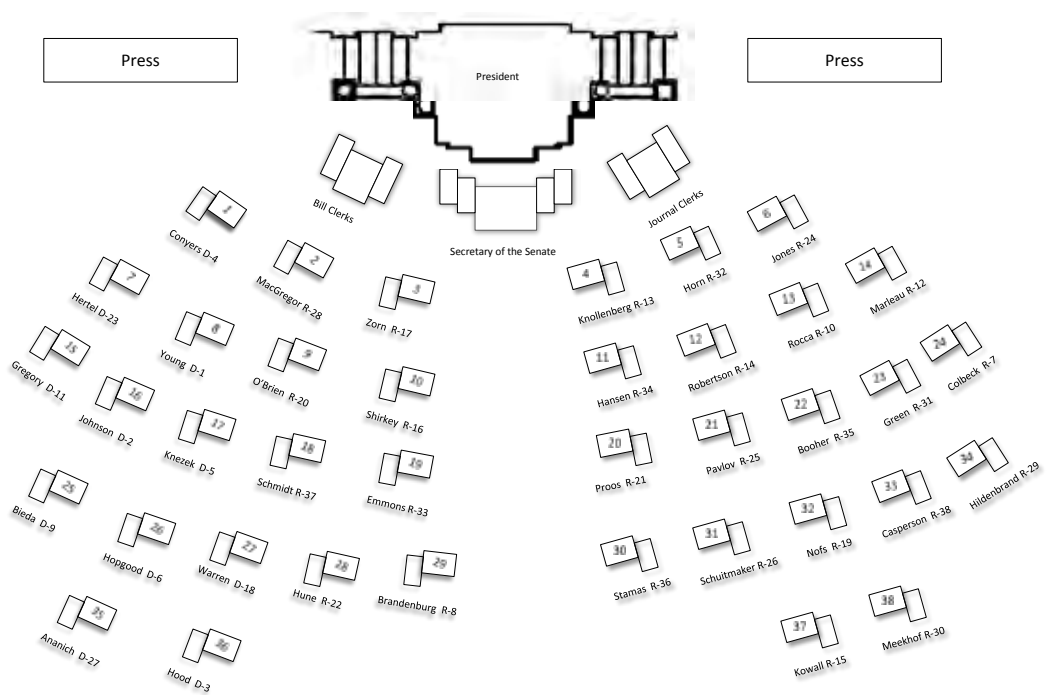 Press
President
Press
Bill Clerks
Secretary of the Senate
Journal Clerks
1
Conyers D-4
2
MacGregor R-28
3
Zorn R-17
4
Knollenberg R-13
5
Horn R-32
6
Jones R-24
7
Hertel D-23
8
Young D-1
9
O'Brien R-20
10
Shirkey R-16
11
Hansen R-34
12
Robertson R-14
13
Rocca R-10
14
Marleau R-12
15
Gregory D-11
16
Johnson D-2
17
Knezek D-5
18
Schmidt R-37
19
Emmons R-33
20
Proos R-21
21
Pavlov R-25
22
Booher R-35
23
Green R-31
24
Colbeck R-7
25
Bieda D-9
26
Hopgood D-6
27
Warren D-18
28
Hune R-22
29
Brandenburg R-8
30
Stamas R-36
31
Schuitmaker R-26
32
Nofs R-19
33
Casperson R-38
34
Hildenbrand R-29
35
Ananich D-27
36
Hood D-3
37
Kowall R-15
38
Meekhof R-30